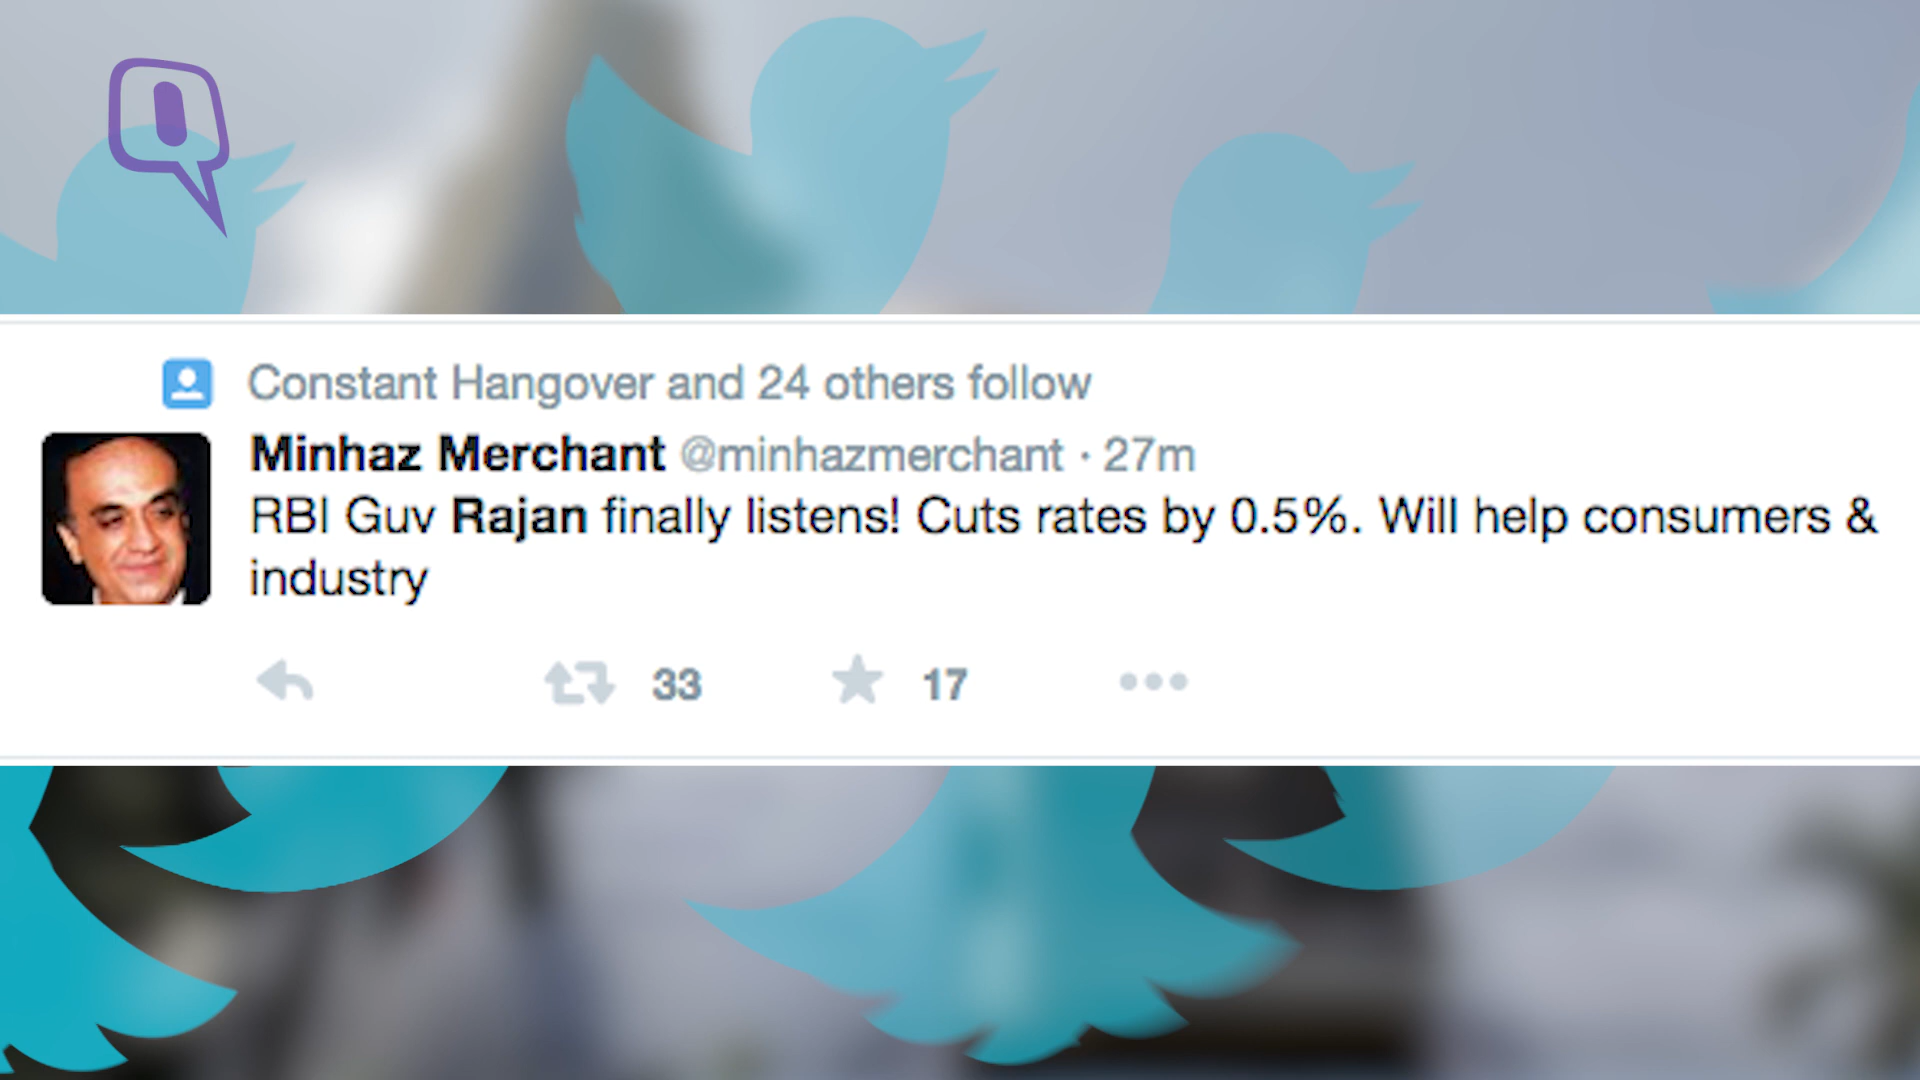 Constant Hangover and 24 others follow
Minhaz Merchant @minhazmerchant · 27m
RBI Guv Rajan finally listens! Cuts rates by 0.5%. Will help consumers &
industry
33 17